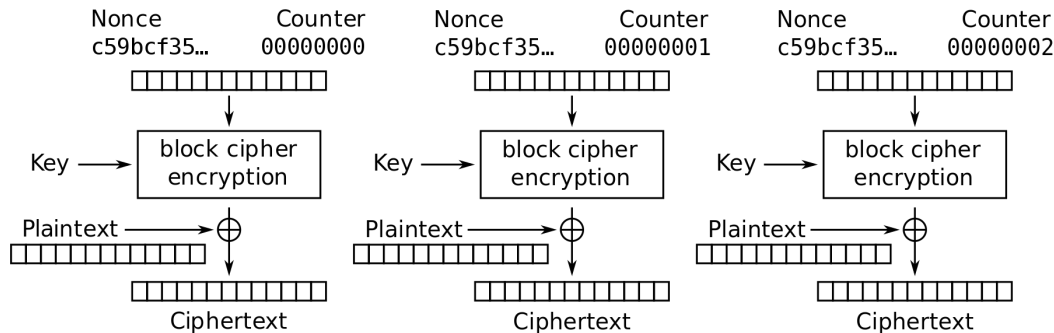 Nonce Counter
c59bcf35… 00000000
Key
block cipher
encryption
Plaintext
Ciphertext
Nonce Counter
c59bcf35… 00000001
Key
block cipher
encryption
Plaintext
Ciphertext
Nonce Counter
c59bcf35… 00000002
Key
block cipher
encryption
Plaintext
Ciphertext